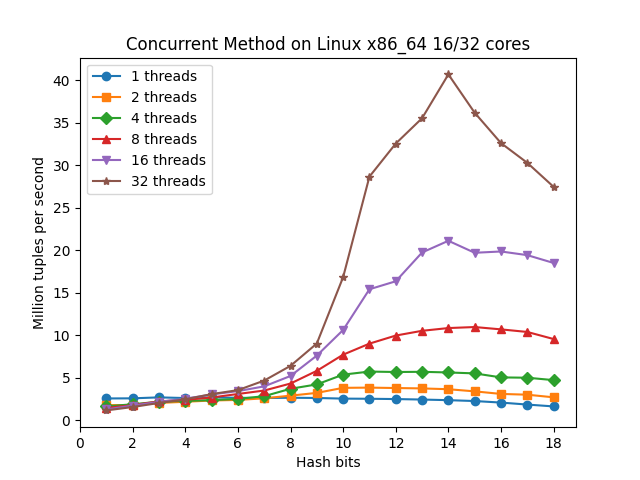 Concurrent Method on Linux x86_64 16/32 cores
40
35
30
25
20
15
10
5
0
Million tuples per second
1 threads
2 threads
4 threads
8 threads
16 threads
32 threads
0 2 4 6 8 10 12 14 16 18
Hash bits